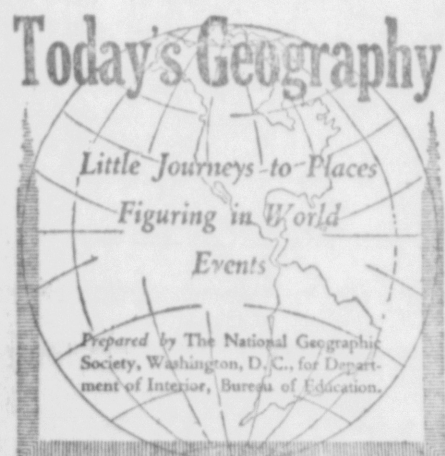 Today's Geography
Little Journeys to Places
Figuring in World
Events
Prepared by The National Geographic
Society, Washington, D. C., for Depart-
ment of Interior, Bureau of Education.